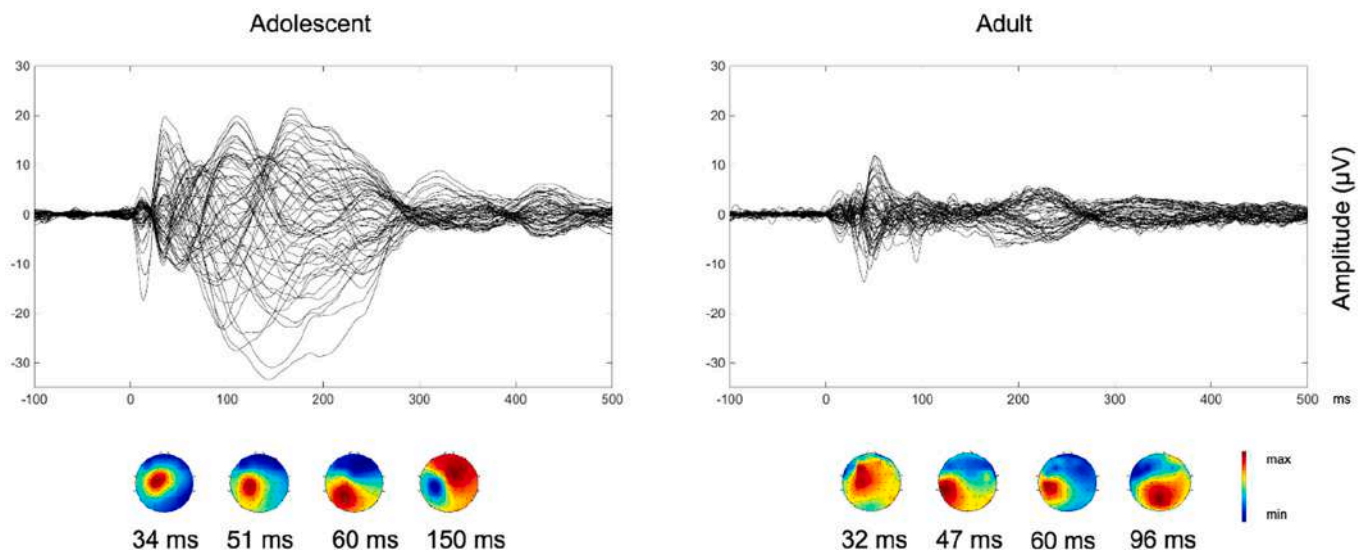 Adolescent
Adult
30
20
10
0
-10
-20
-30
-100 0 100 200 300 400 500
30
20
10
0
-10
-20
-30
-100 0 100 200 300 400 500 ms
Amplitude (µV)
34 ms 51 ms 60 ms 150 ms
32 ms 47 ms 60 ms 96 ms
max
min